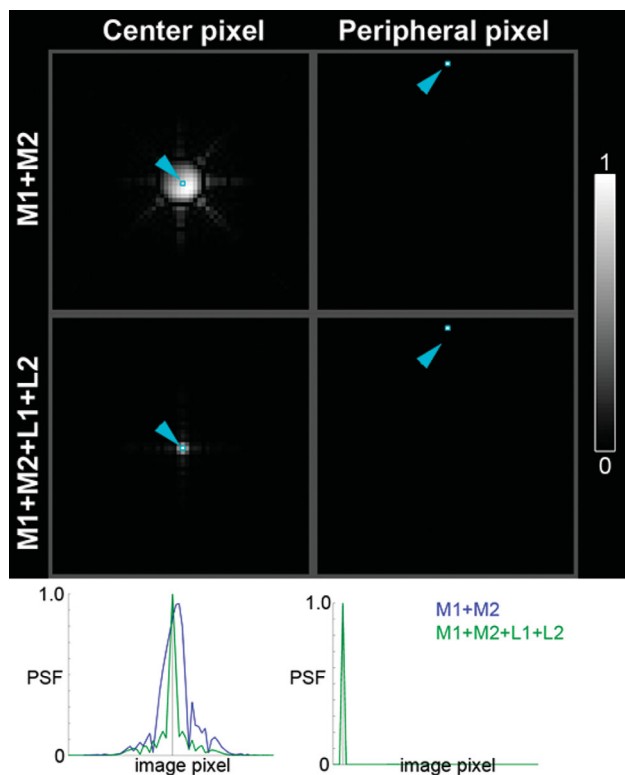 Center pixel
Peripheral pixel
M1+M2
M1+M2+L1+L2
1
0
1.0
PSF
0
image pixel
1.0
PSF
0
image pixel
M1+M2
M1+M2+L1+L2